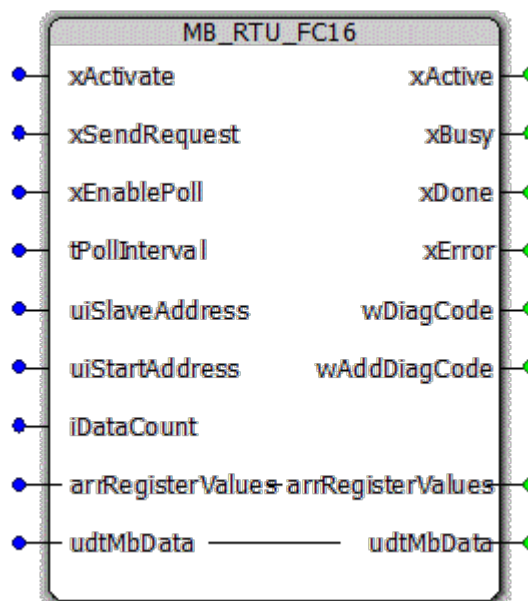 MB_RTU_FC16
xActivate xActive
xSendRequest xBusy
xEnablePoll xDone
tPollInterval xError
uiSlaveAddress wDiagCode
uiStartAddress wAddDiagCode
iDataCount
arrRegisterValues arrRegisterValues
udtMbData udtMbData